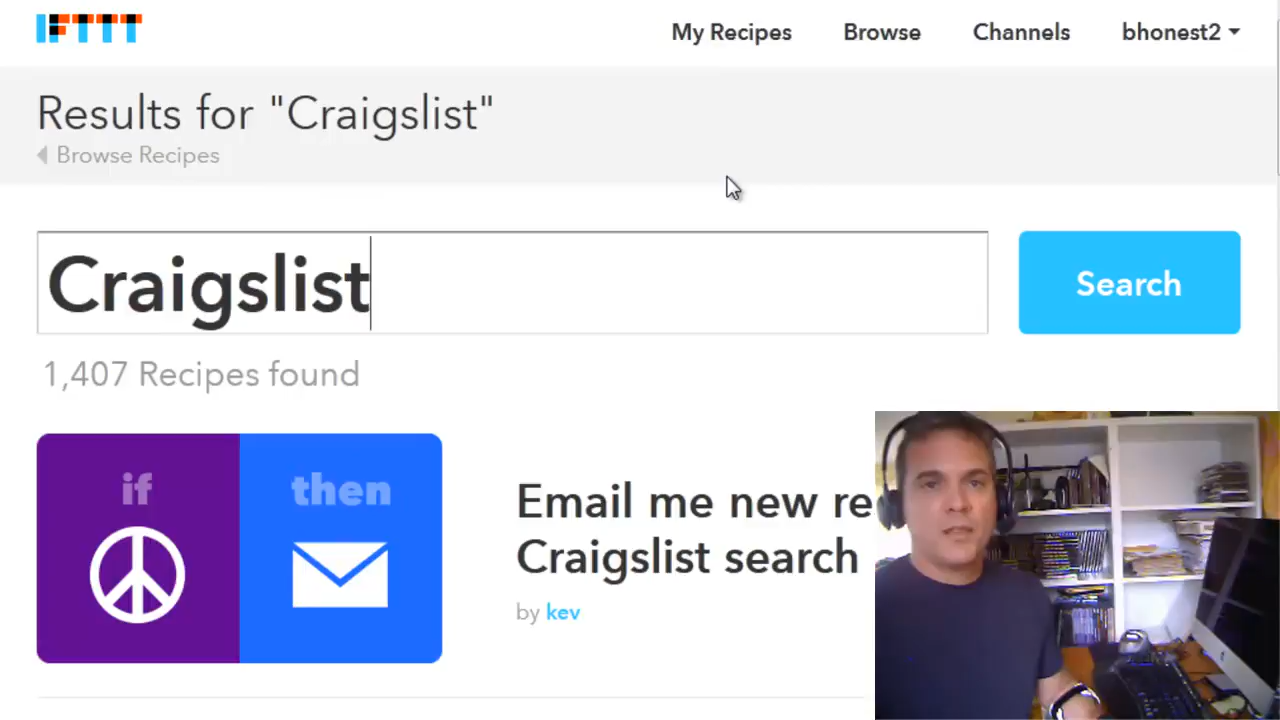 IFTTT
My Recipes
Browse
Channels
bhonest2
Results for "Craigslist"
Browse Recipes
Craigslist
Search
1,407 Recipes found
if
then
Email me new re
Craigslist search
by kev